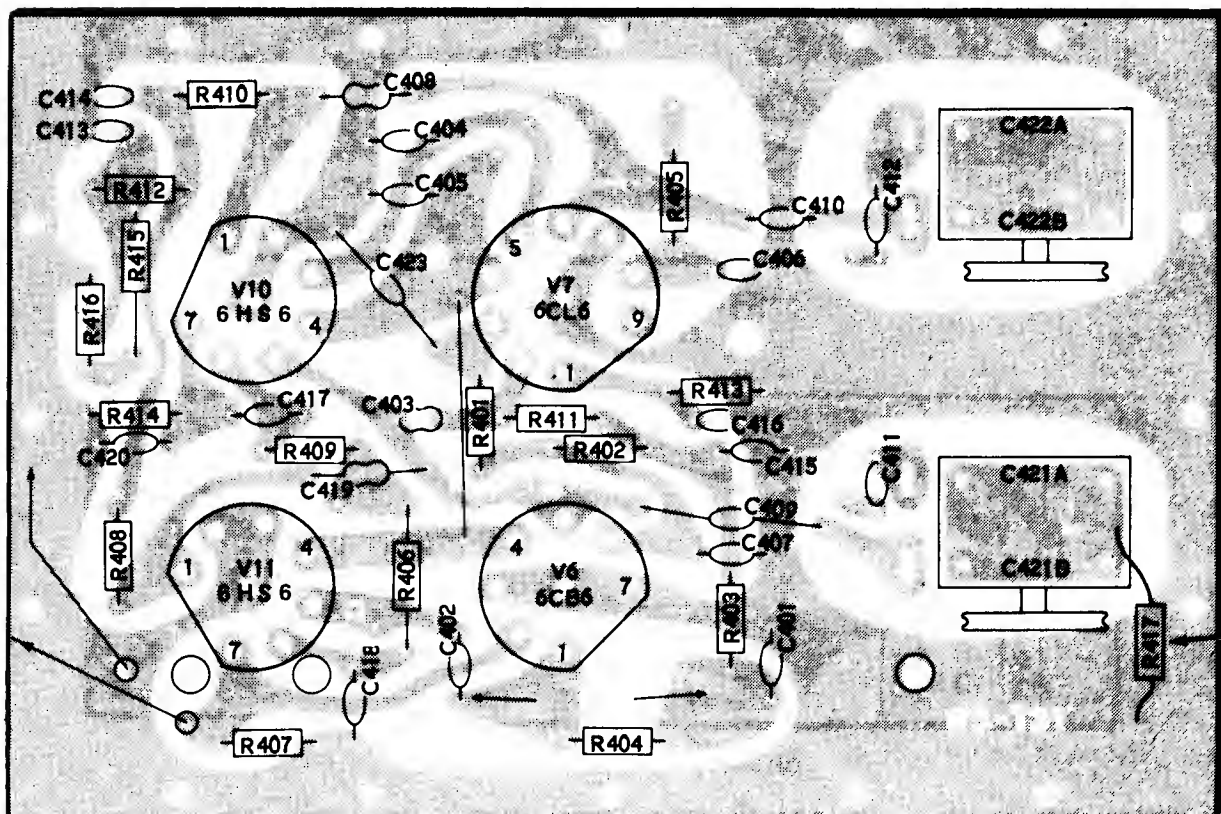 C414
R410
C408
C413
C404
R412
C405
R405
C410
C412
C422A
C422B
R415
R416
1
V10
6HS6
7
4
C423
5
V7
6CL6
9
1
C406
R414
C420
C417
C403
R409
C419
R401
R411
R402
R413
C416
C415
C411
C421A
C421B
R408
1
4
V11
6HS6
7
R406
C402
4
V6
6CB6
7
1
C409
C407
R403
C401
R417
C418
R407
R404